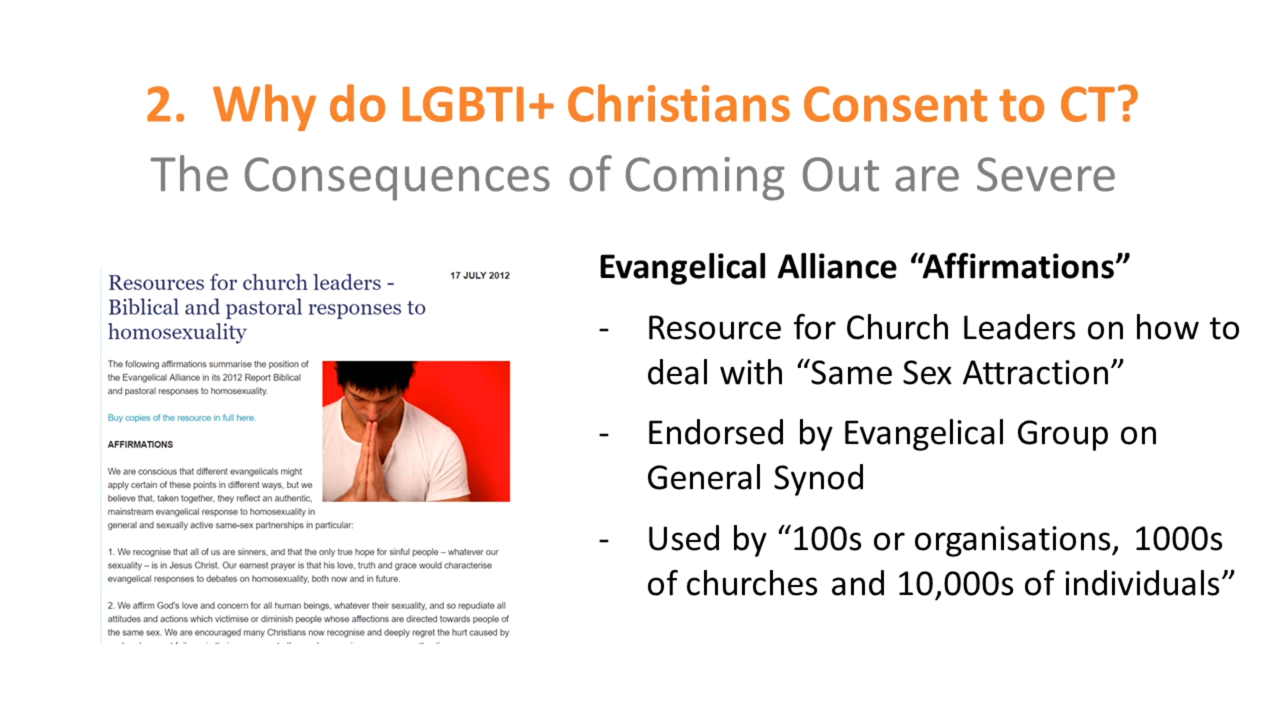 2. Why do LGBTI+ Christians Consent to CT?
The Consequences of Coming Out are Severe
Resources for church leaders -
Biblical and pastoral responses to
homosexuality
17 JULY 2012
The following affirmations summarise the position of
the Evangelical Alliance in its 2012 Report Biblical
and pastoral responses to homosexuality.
Buy copies of the resource in full here.
AFFIRMATIONS
We are conscious that different evangelicals might
apply certain of these points in different ways, but we
believe that, taken together, they reflect an authentic,
mainstream evangelical response to homosexuality in
general and sexually active same-sex partnerships in particular:
1. We recognise that all of us are sinners, and that the only true hope for sinful people – whatever our
sexuality – is in Jesus Christ. Our earnest prayer is that his love, truth and grace would characterise
evangelical responses to debates on homosexuality, both now and in future.
2. We affirm God's love and concern for all human beings, whatever their sexuality, and so repudiate all
attitudes and actions which victimise or diminish people whose affections are directed towards people of
the same sex. We are encouraged many Christians now recognise and deeply regret the hurt caused by
Evangelical Alliance “Affirmations”
- Resource for Church Leaders on how to
deal with “Same Sex Attraction”
- Endorsed by Evangelical Group on
General Synod
- Used by “100s or organisations, 1000s
of churches and 10,000s of individuals”